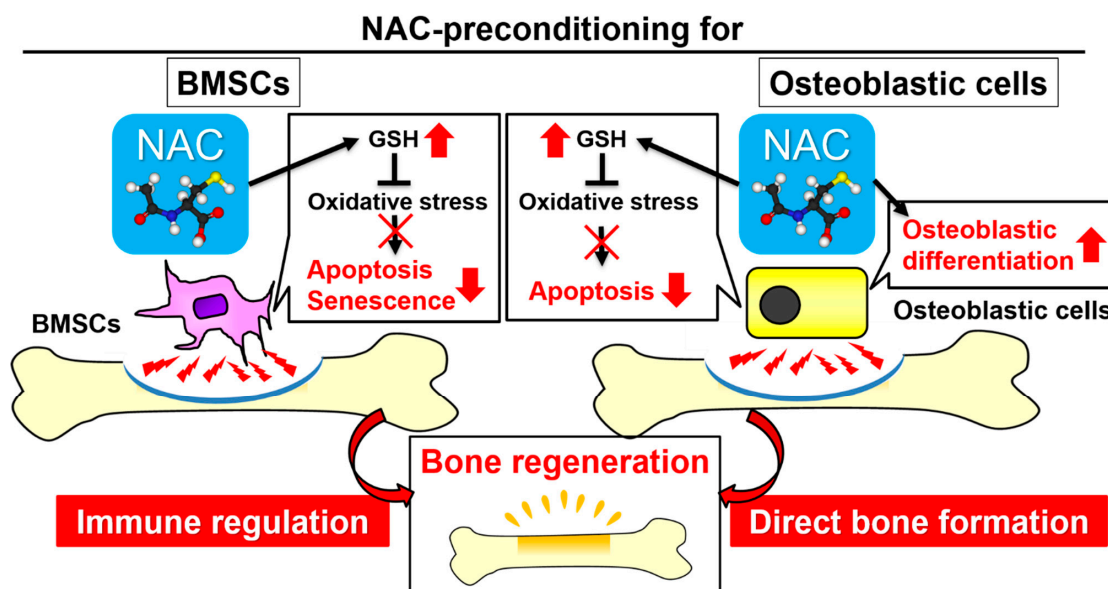 NAC-preconditioning for
BMSCs
NAC
GSH
Oxidative stress
Apoptosis
Senescence
BMSCs
Osteoblastic cells
GSH
Oxidative stress
Apoptosis
NAC
Osteoblastic
differentiation
Osteoblastic cells
Immune regulation
Bone regeneration
Direct bone formation